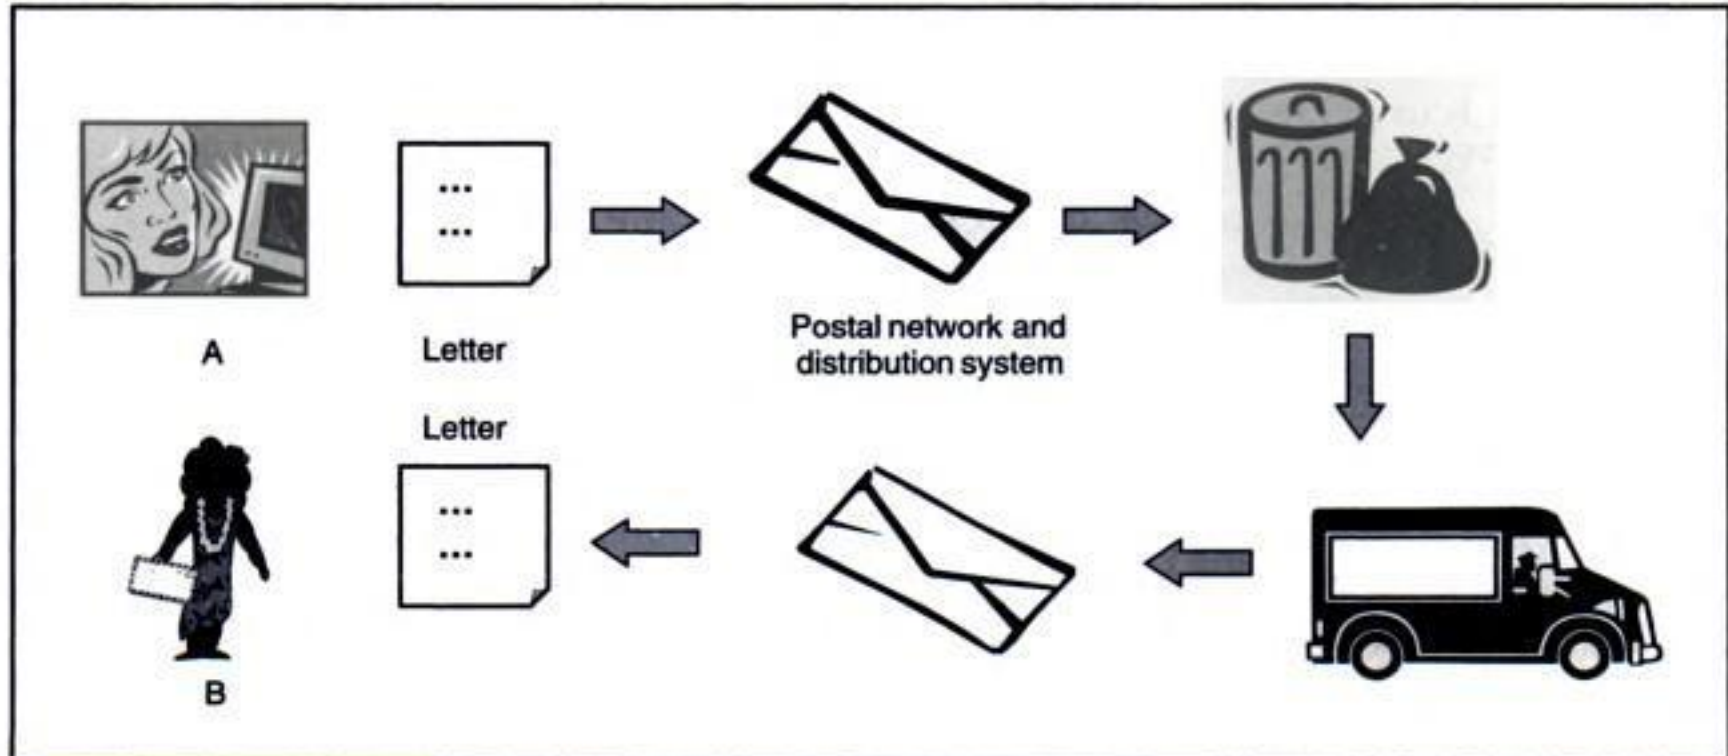 A
Letter
...
...
Postal network and
distribution system
Letter
...
...
B